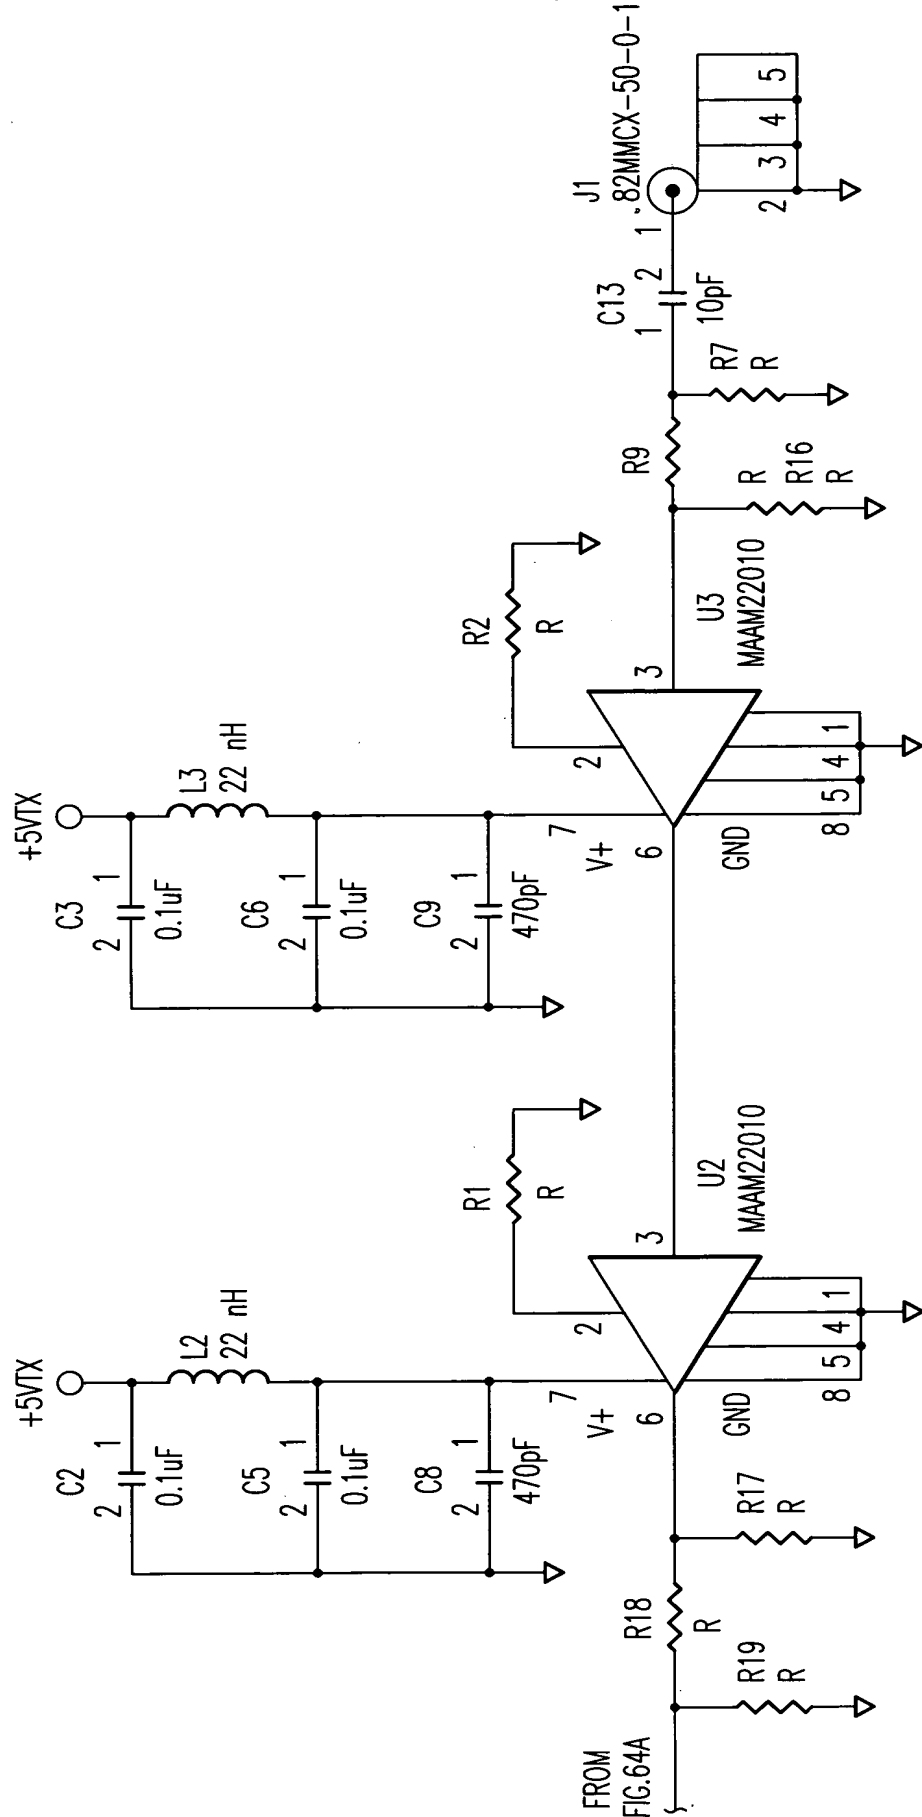 FROM
FIG.64A
R19
R
R18
R
R17
R
+5VTX
C2
1
2
0.1uF
L2
22 nH
C5
1
2
0.1uF
C8
1
2
470pF
7
V+
6
GND
8
5
4
1
2
3
R1
R
U2
MAAM22010
+5VTX
C3
1
2
0.1uF
L3
22 nH
C6
1
2
0.1uF
C9
1
2
470pF
7
V+
6
GND
8
5
4
1
2
3
R2
R
U3
MAAM22010
R9
R
R16
R
R7
R
C13
1
2
10pF
J1
.82MMCX-50-0-1
1
2
3
4
5